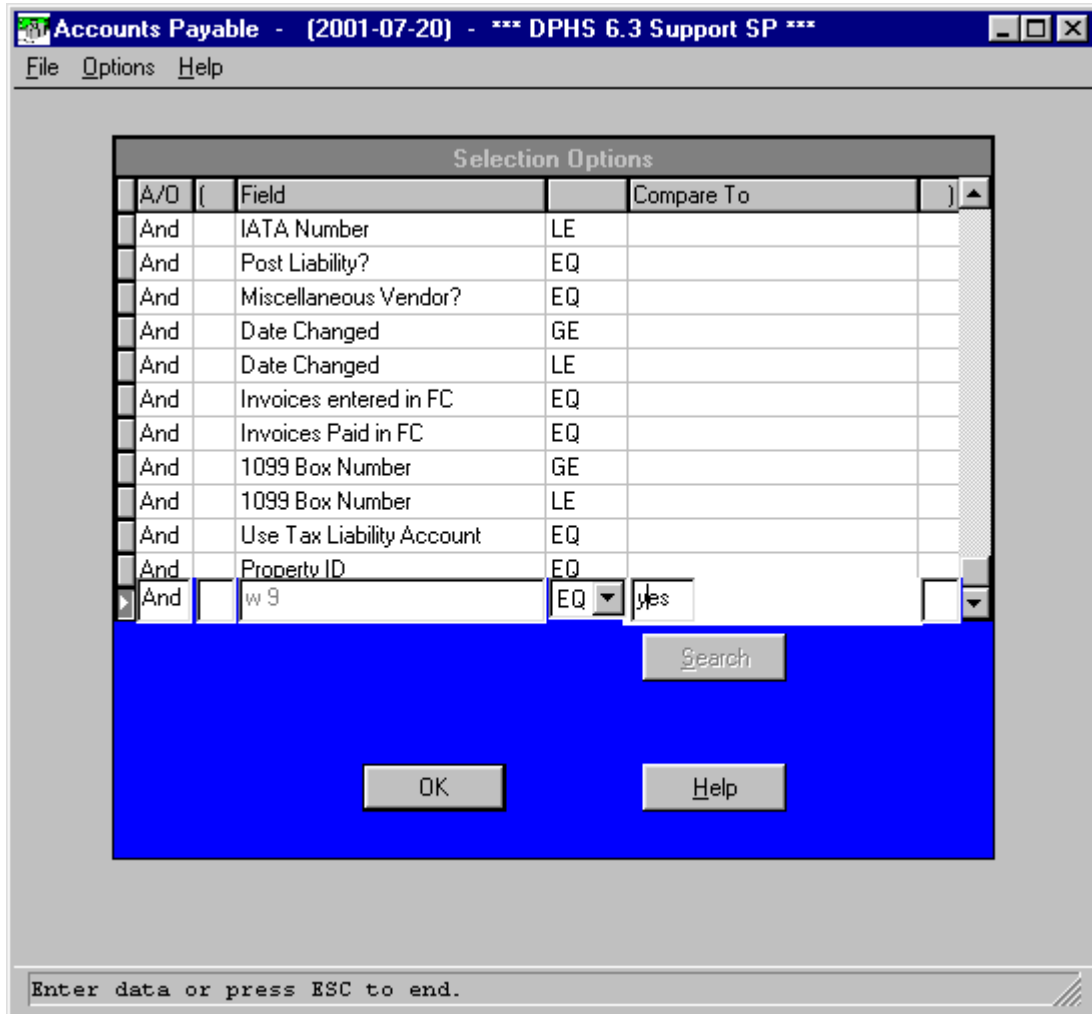 Accounts Payable - (2001-07-20) - *** DPHS 6.3 Support SP ***
File Options Help
Selection Options
A/O ( Field Compare To )
And IATA Number LE
And Post Liability? EQ
And Miscellaneous Vendor? EQ
And Date Changed GE
And Date Changed LE
And Invoices entered in FC EQ
And Invoices Paid in FC EQ
And 1099 Box Number GE
And 1099 Box Number LE
And Use Tax Liability Account EQ
And Property ID EQ
And w 9 EQ yes
Search
OK Help
Enter data or press ESC to end.